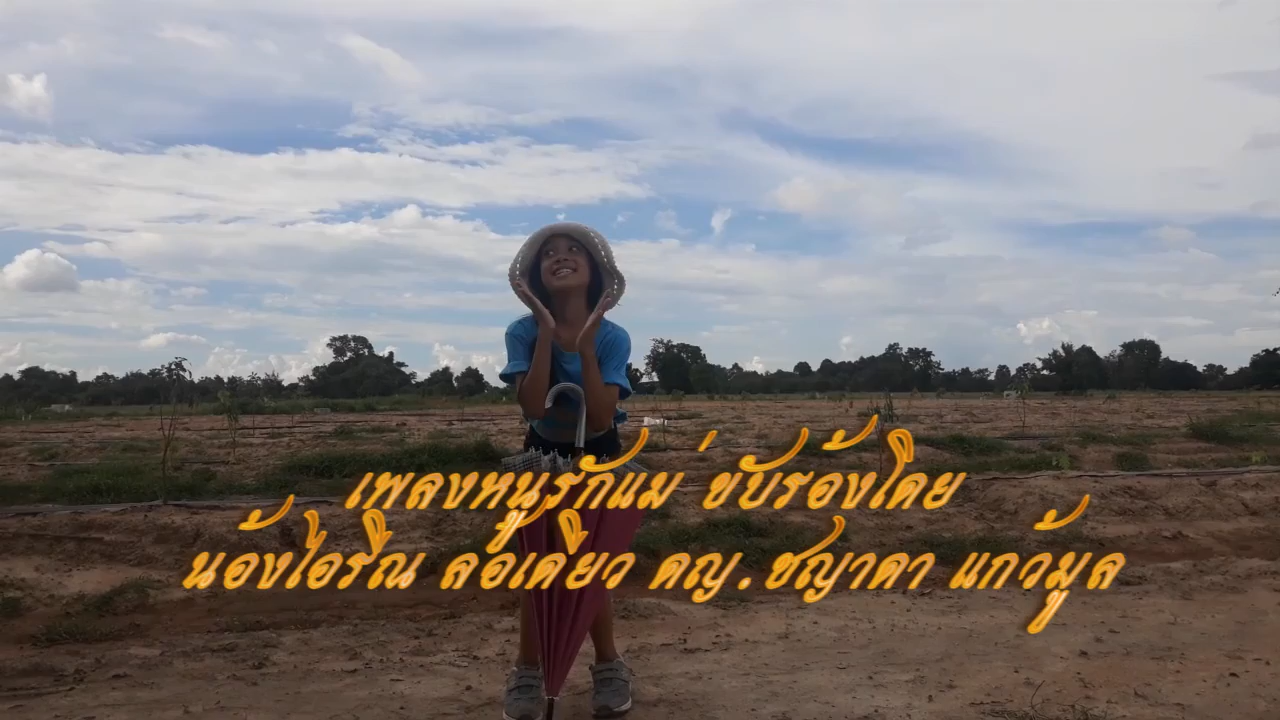 เพลงหนูรักแม่ ขับร้องโดย
น้องไอริณ ล้อเดียว ดญ.ชญาดา แกวัมูล